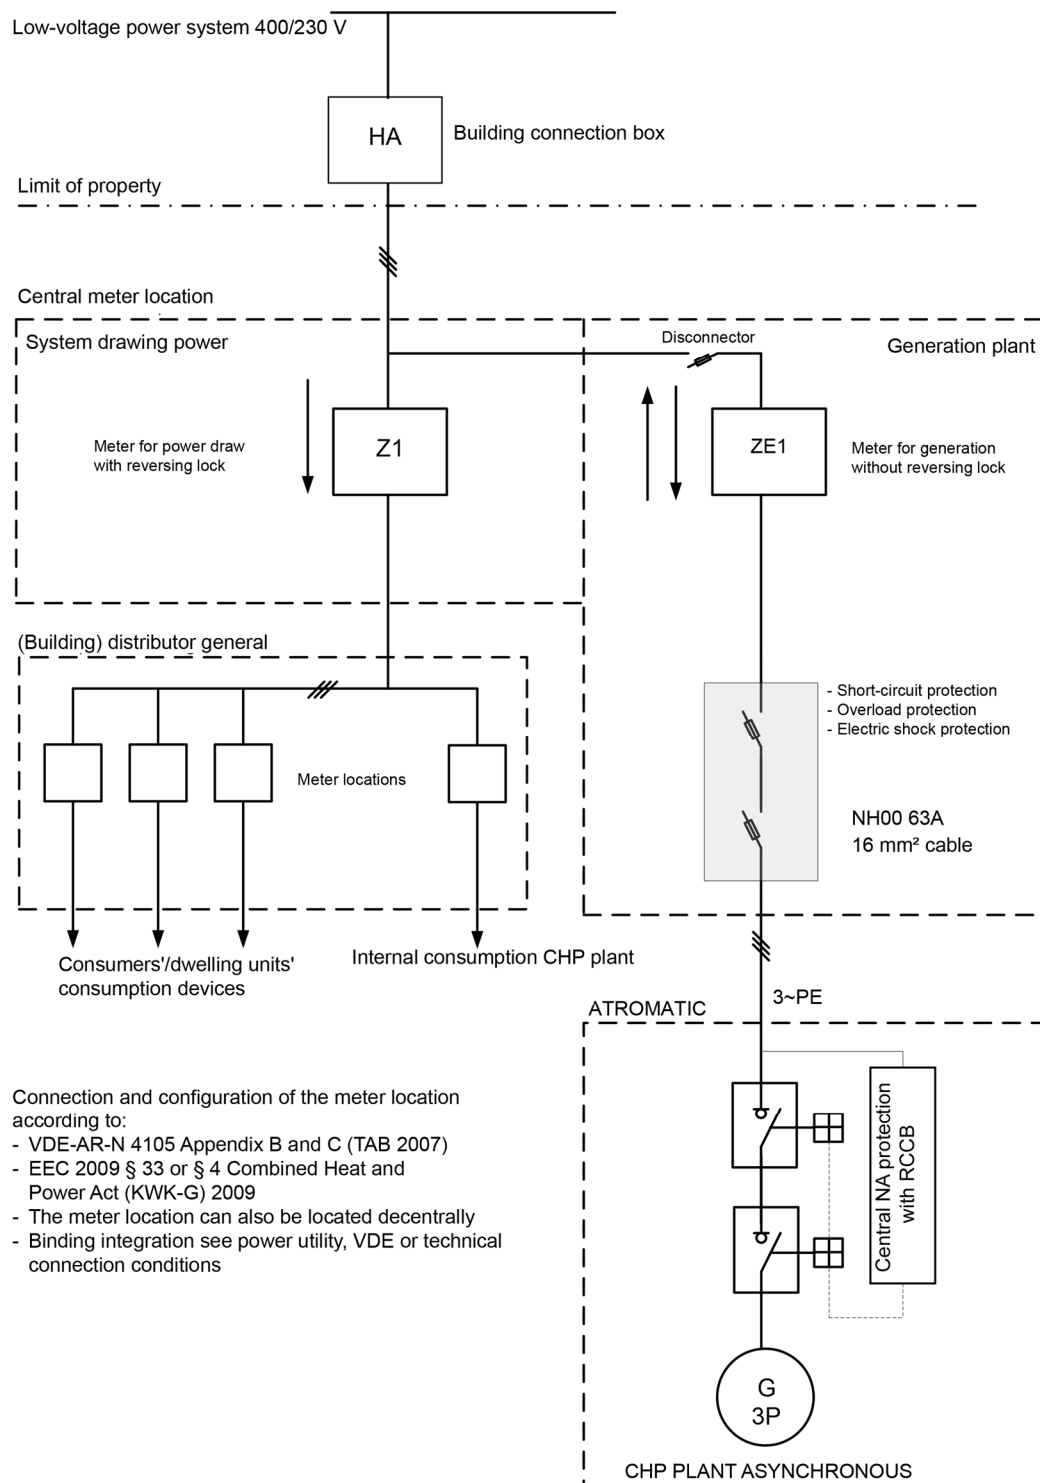 Low-voltage power system 400/230 V
HA
Building connection box
Limit of property
Central meter location
System drawing power
Disconnector
Generation plant
Meter for power draw
with reversing lock
Z1
ZE1
Meter for generation
without reversing lock
(Building) distributor general
- Short-circuit protection
- Overload protection
- Electric shock protection
Meter locations
NH00 63A
16 mm² cable
Consumers'/dwelling units'
consumption devices
Internal consumption CHP plant
3~PE
ATROMATIC
Connection and configuration of the meter location
according to:
- VDE-AR-N 4105 Appendix B and C (TAB 2007)
- EEC 2009 § 33 or § 4 Combined Heat and
Power Act (KWK-G) 2009
- The meter location can also be located decentrally
- Binding integration see power utility, VDE or technical
connection conditions
Central NA protection
with RCCB
G
3P
CHP PLANT ASYNCHRONOUS